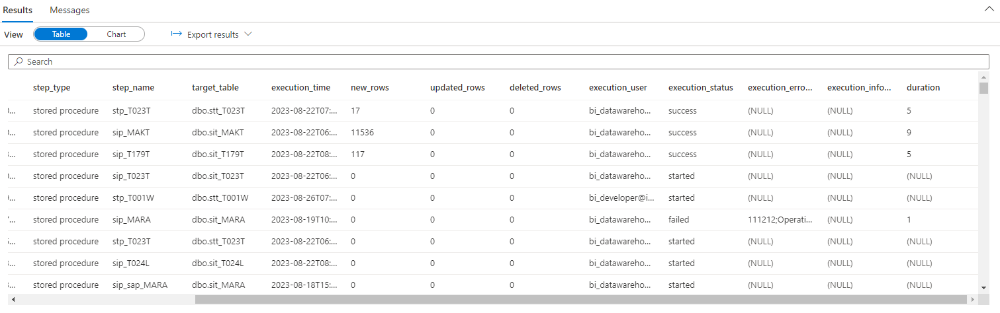 Results Messages
View Table Chart Export results
Search
step_type step_name target_table execution_time new_rows updated_rows deleted_rows execution_user execution_status execution_erro... execution_info... duration
0... stored procedure stp_T023T dbo.stt_T023T 2023-08-22T07:... 17 0 0 bi_datawareho... success (NULL) (NULL) 5
0... stored procedure sip_MAKT dbo.sit_MAKT 2023-08-22T06:... 11536 0 0 bi_datawareho... success (NULL) (NULL) 9
3... stored procedure sip_T179T dbo.sit_T179T 2023-08-22T08:... 117 0 0 bi_datawareho... success (NULL) (NULL) 5
0... stored procedure sip_T023T dbo.sit_T023T 2023-08-22T06:... 0 0 0 bi_datawareho... started (NULL) (NULL) (NULL)
9... stored procedure stp_T001W dbo.stt_T001W 2023-08-26T07:... 0 0 0 bi_developer@i... started (NULL) (NULL) (NULL)
7... stored procedure sip_MARA dbo.sit_MARA 2023-08-19T10:... 0 0 0 bi_datawareho... failed 111212;Operati... (NULL) 1
... stored procedure stp_T023T dbo.stt_T023T 2023-08-22T06:... 0 0 0 bi_datawareho... started (NULL) (NULL) (NULL)
3... stored procedure sip_T024L dbo.sit_T024L 2023-08-22T08:... 0 0 0 bi_datawareho... started (NULL) (NULL) (NULL)
3... stored procedure sip_sap_MARA dbo.sit_MARA 2023-08-18T15:... 0 0 0 bi_datawareho... started (NULL) (NULL) (NULL)